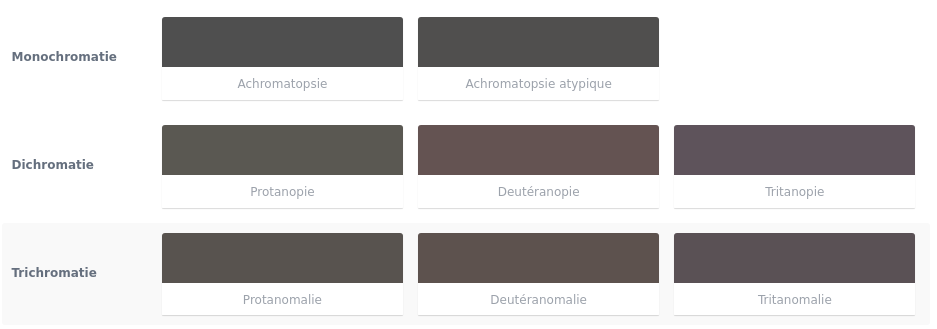 Monochromatie
Achromatopsie
Achromatopsie atypique
Dichromatie
Protanopie
Deutéranopie
Tritanopie
Trichromatie
Protanomalie
Deutéranomalie
Tritanomalie